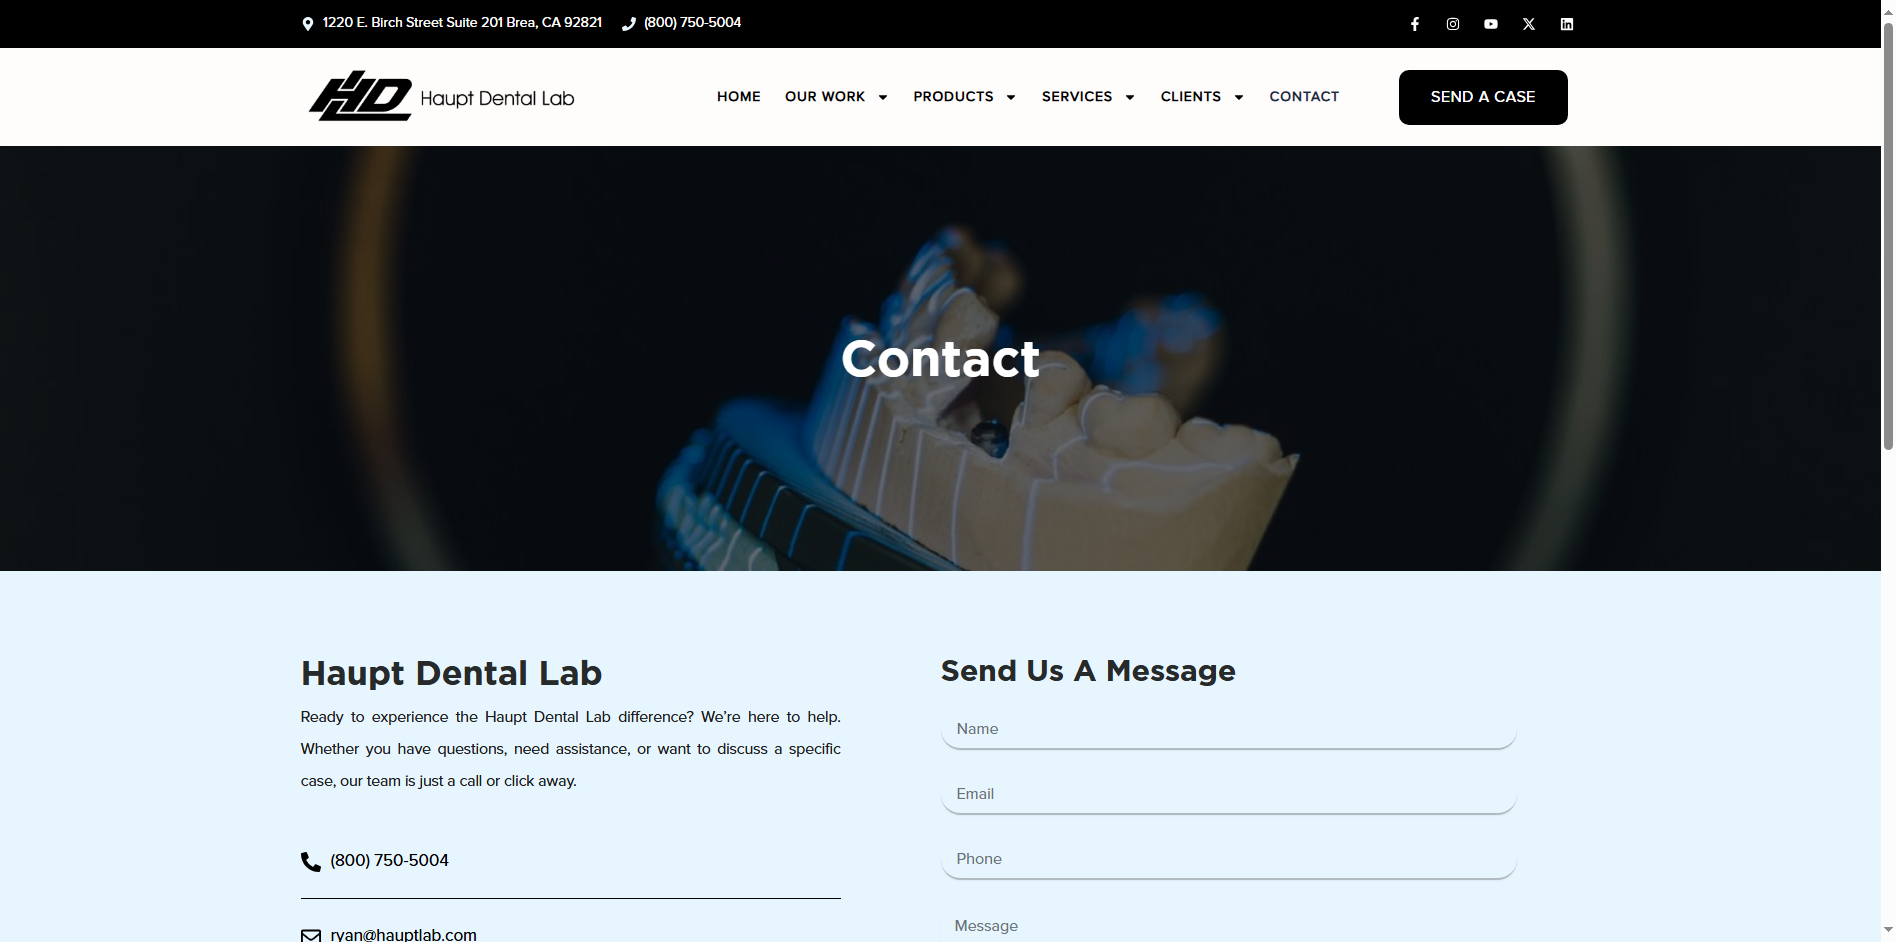 1220 E. Birch Street Suite 201 Brea, CA 92821
(800) 750-5004
HD Haupt Dental Lab
HOME
OUR WORK
PRODUCTS
SERVICES
CLIENTS
CONTACT
SEND A CASE
Contact
Haupt Dental Lab
Ready to experience the Haupt Dental Lab difference? We’re here to help.
Whether you have questions, need assistance, or want to discuss a specific
case, our team is just a call or click away.
(800) 750-5004
ryan@hauptlab.com
Send Us A Message
Name
Email
Phone
Message